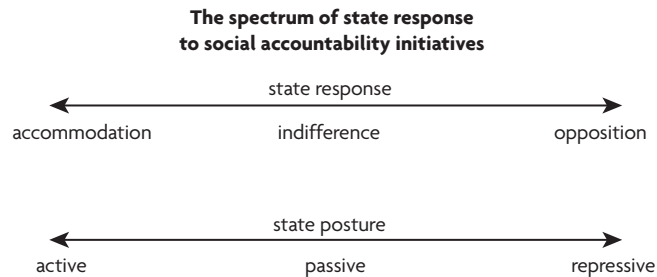 The spectrum of state response
to social accountability initiatives
state response
accommodation indifference opposition
state posture
active passive repressive